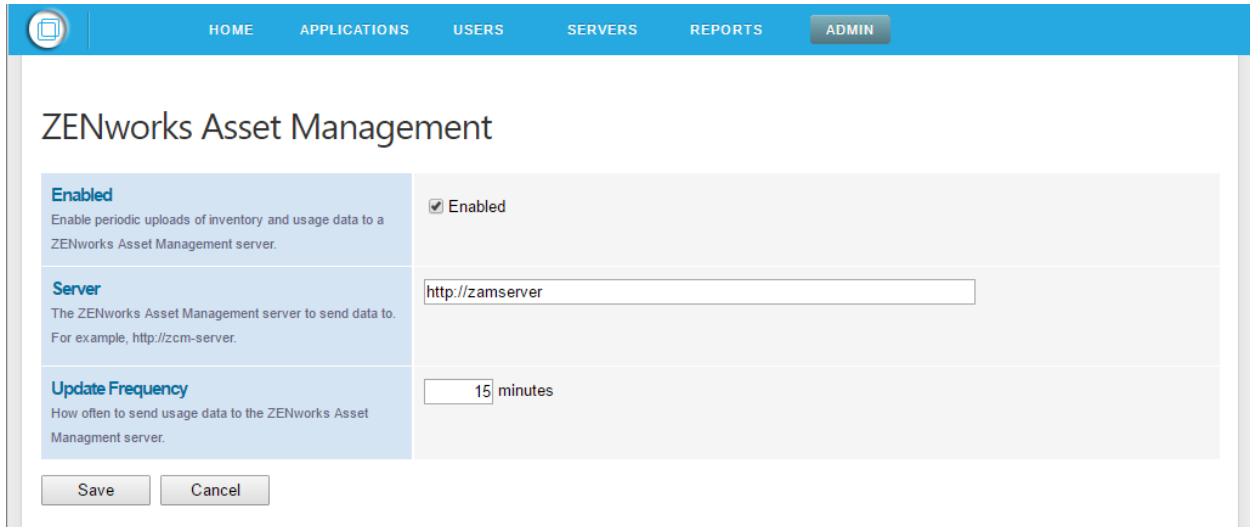 HOME APPLICATIONS USERS SERVERS REPORTS ADMIN
ZENworks Asset Management
Enabled
Enable periodic uploads of inventory and usage data to a
ZENworks Asset Management server.
Enabled
Server
The ZENworks Asset Management server to send data to.
For example, http://zcm-server.
http://zamserver
Update Frequency
How often to send usage data to the ZENworks Asset
Managment server.
15 minutes
Save Cancel